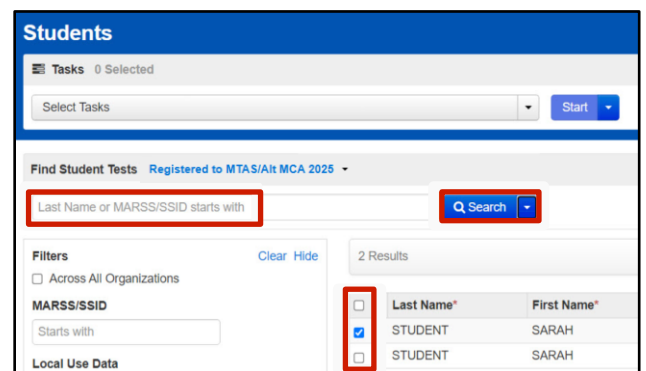 Students
Tasks 0 Selected
Select Tasks Start
Find Student Tests Registered to MTAS/Alt MCA 2025
Last Name or MARSS/SSID starts with Search
Filters Clear Hide
Across All Organizations
MARSS/SSID
Starts with
Local Use Data
2 Results
Last Name* First Name*
STUDENT SARAH
STUDENT SARAH